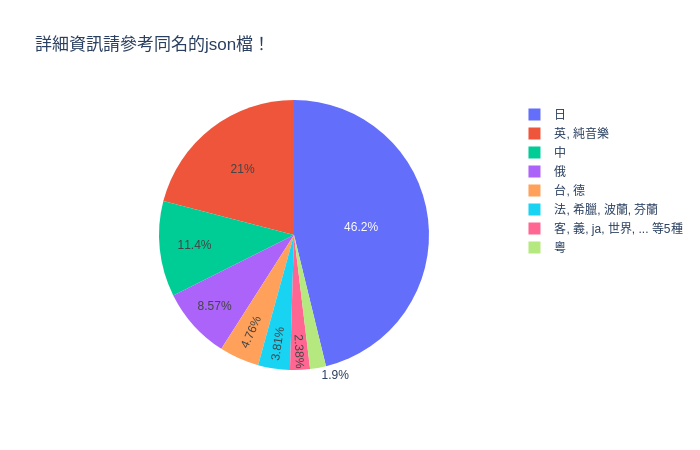 詳細資訊請參考同名的json檔！
日
英, 純音樂
中
俄
台, 德
法, 希臘, 波蘭, 芬蘭
客, 義, ja, 世界, ... 等5種
粵
46.2%
21%
11.4%
8.57%
4.76%
3.81%
2.38%
1.9%